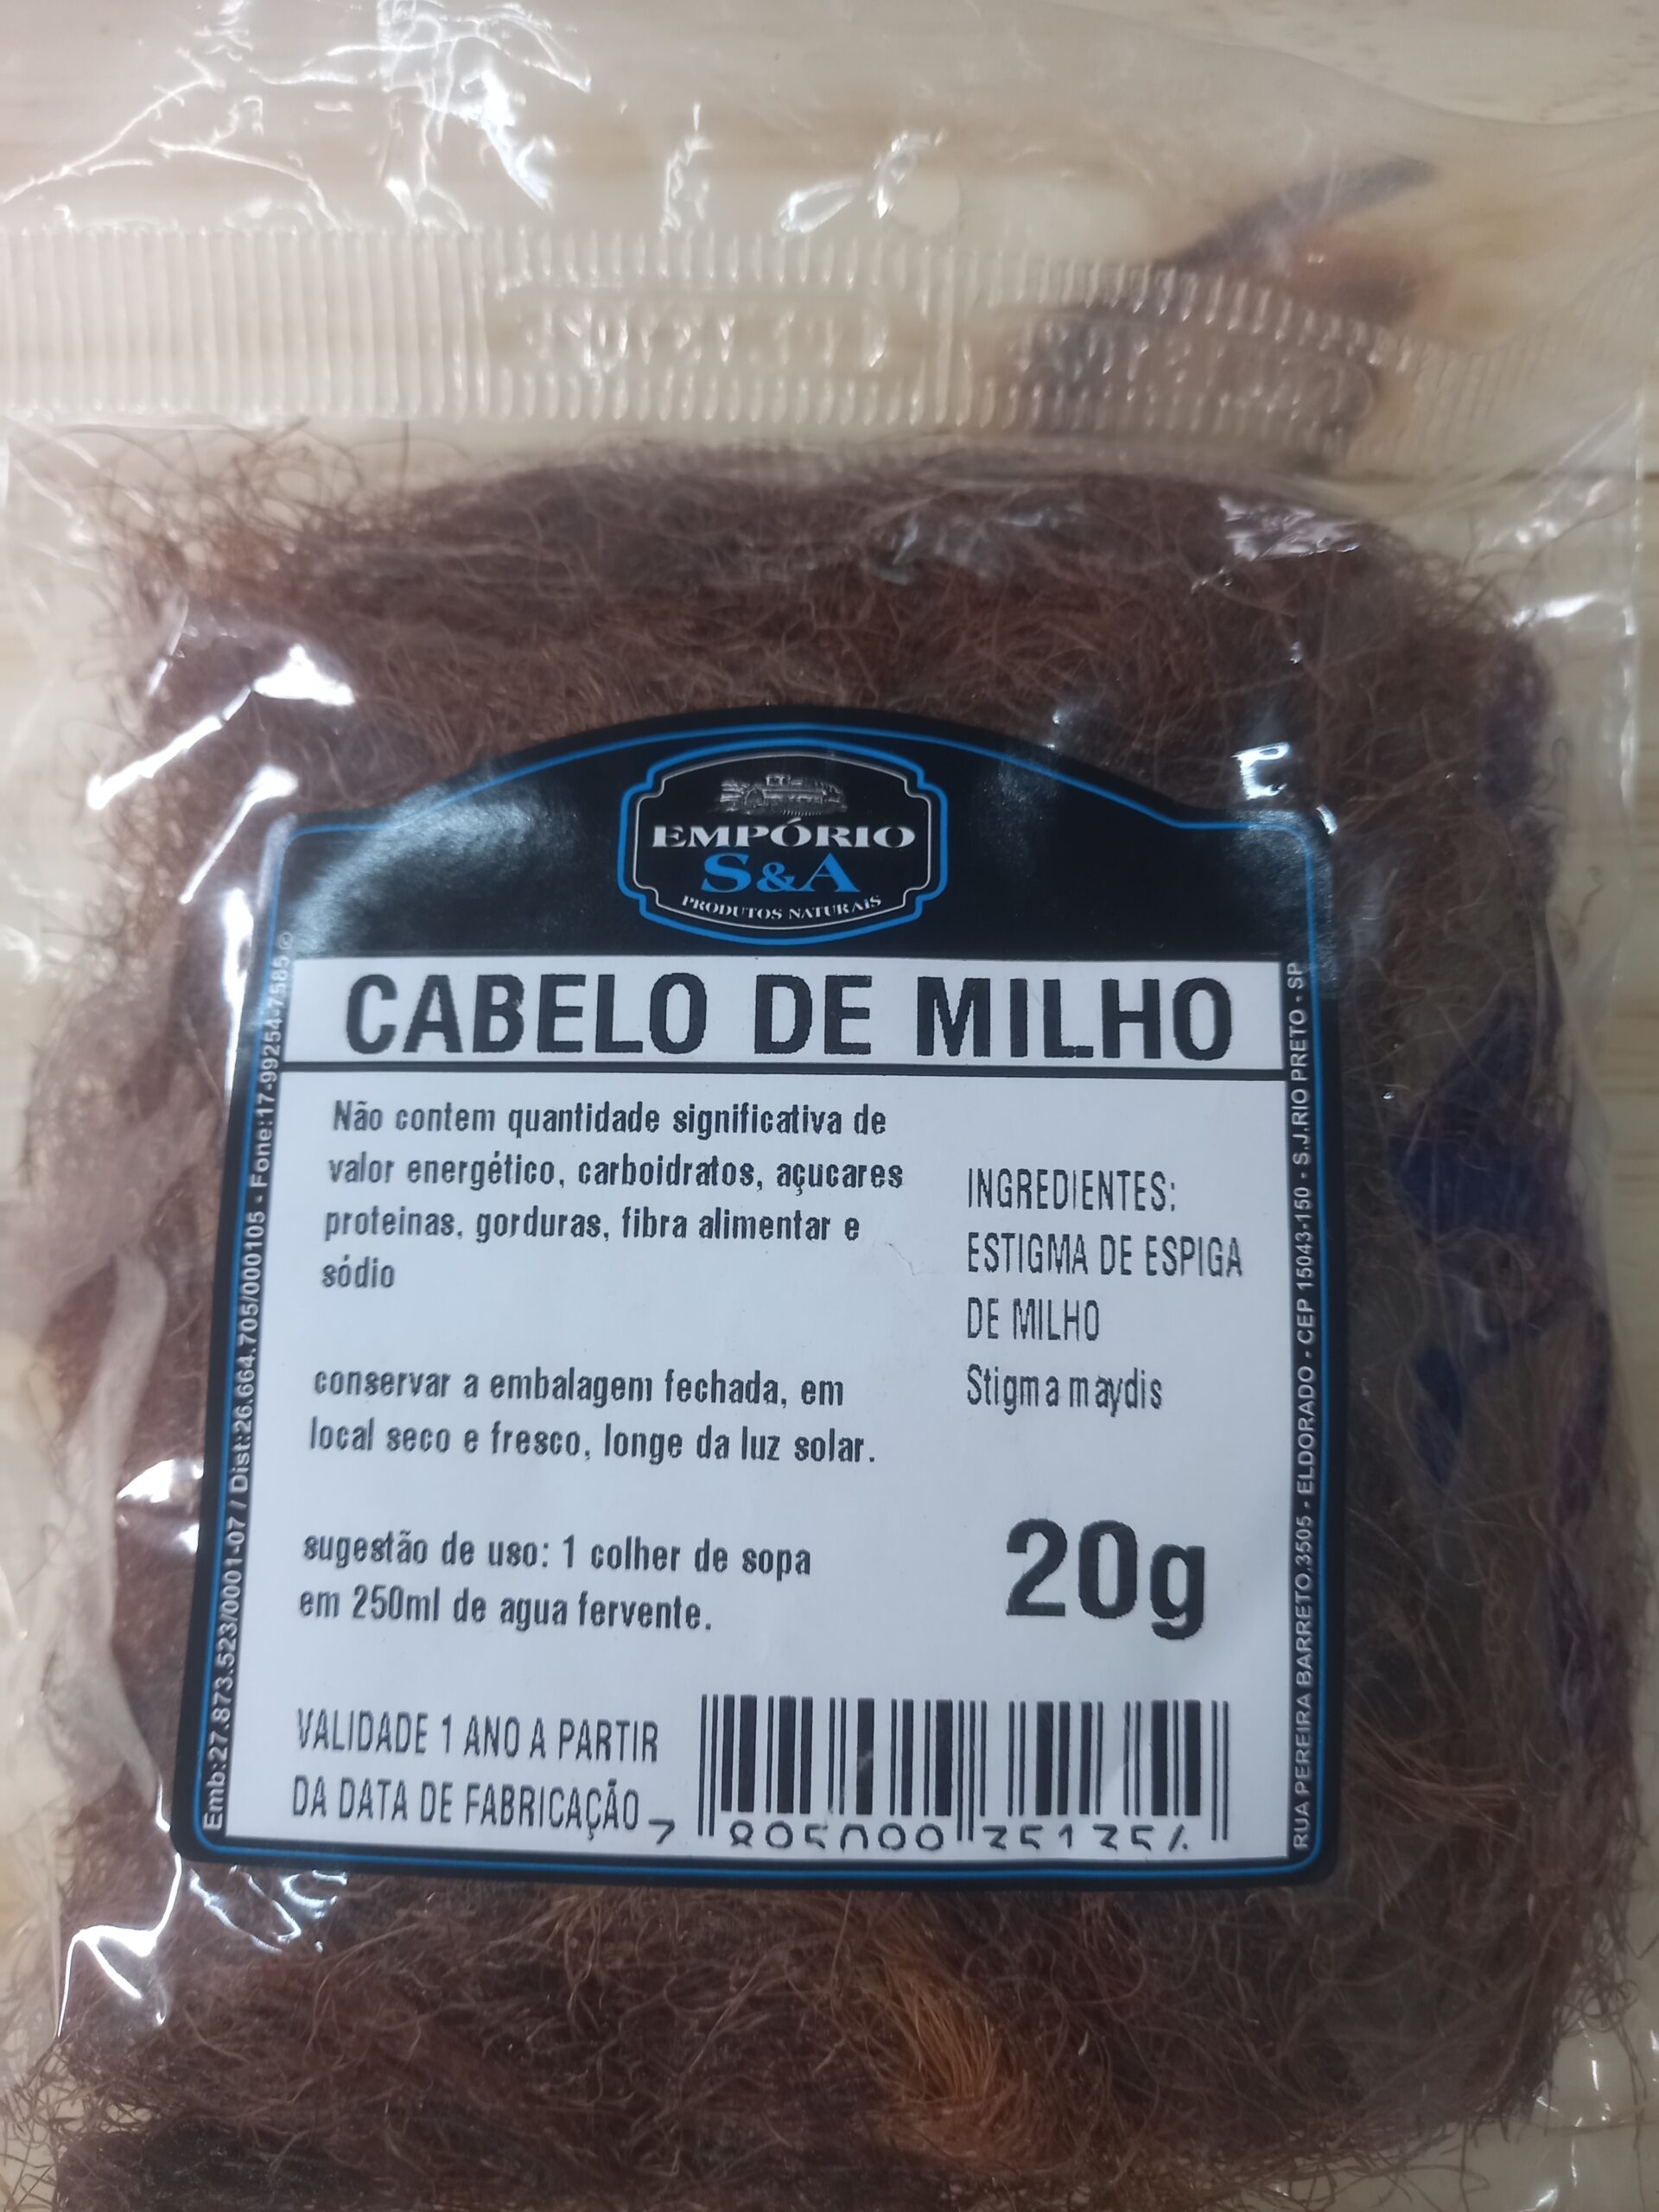 EMPÓRIO
S&A
PRODUTOS NATURAIS
CABELO DE MILHO
Não contem quantidade significativa de
valor energético, carboidratos, açucares
proteinas, gorduras, fibra alimentar e
sódio
conservar a embalagem fechada, em
local seco e fresco, longe da luz solar.
sugestão de uso: 1 colher de sopa
em 250ml de agua fervente.
VALIDADE 1 ANO A PARTIR
DA DATA DE FABRICAÇÃO
INGREDIENTES:
ESTIGMA DE ESPIGA
DE MILHO
Stigma maydis
20g
Emb:27.873.523/0001-07 / Dist:26.664.705/000105 - Fone:17-99254-7585
RUA PEREIRA BARRETO,3505 - ELDORADO - CEP 15043-150 - S.J.RIO PRETO - SP